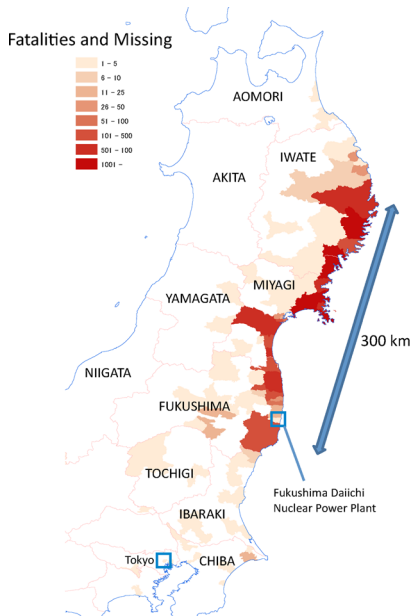 Fatalities and Missing
1 - 5
6 - 10
11 - 25
26 - 50
51 - 100
101 - 500
501 - 100
1001 -
AOMORI
IWATE
AKITA
MIYAGI
YAMAGATA
300 km
NIIGATA
FUKUSHIMA
TOCHIGI
Fukushima Daiichi
Nuclear Power Plant
IBARAKI
Tokyo
CHIBA